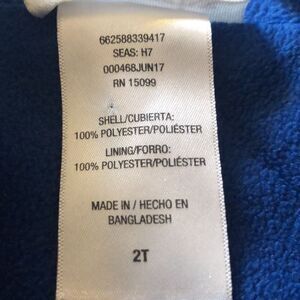 662588339417
SEAS: H7
000468JUN17
RN 15099
SHELL/CUBIERTA:
100% POLYESTER/POLIÉSTER
LINING/FORRO:
100% POLYESTER/POLIÉSTER
MADE IN / HECHO EN
BANGLADESH
2T